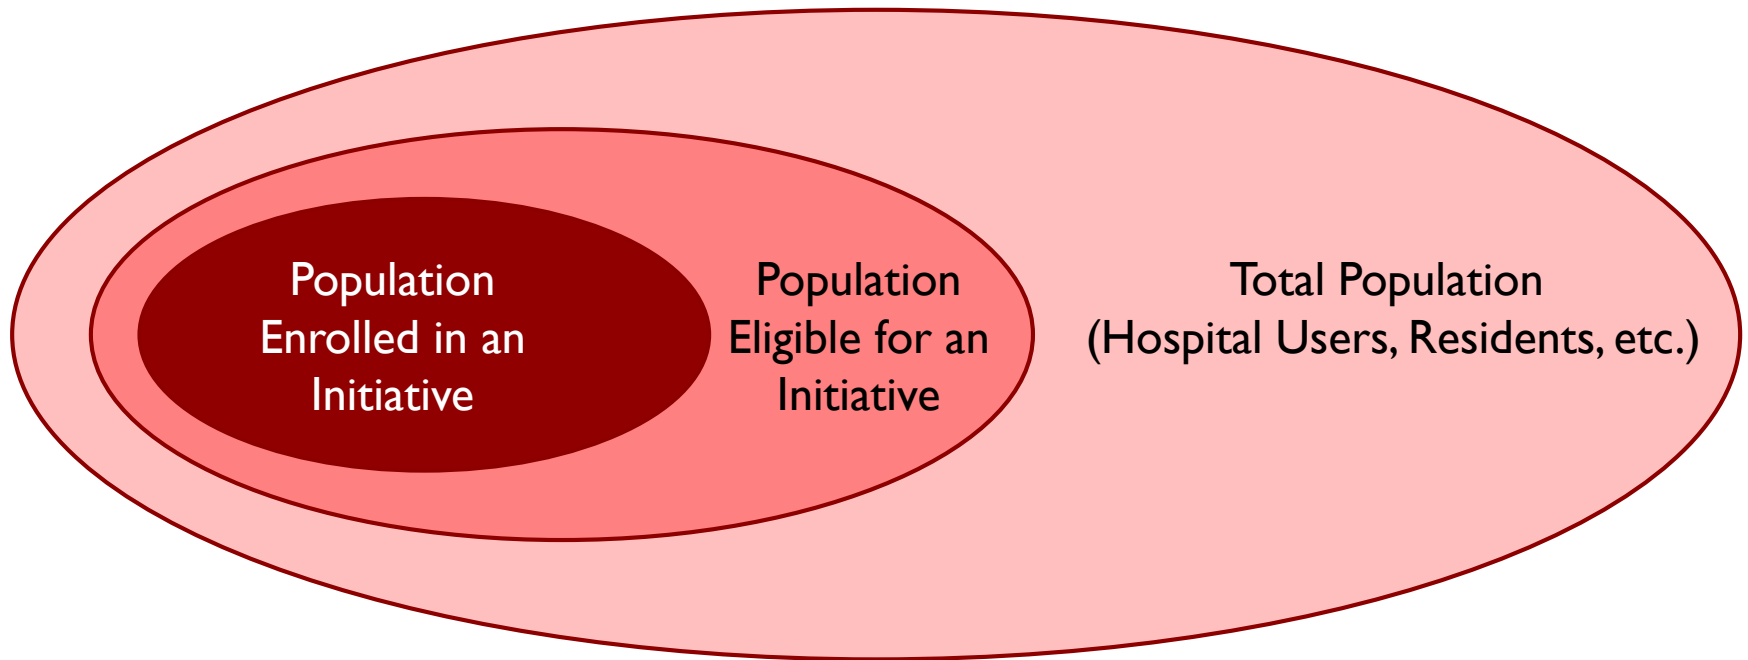 Population
Enrolled in an
Initiative
Population
Eligible for an
Initiative
Total Population
(Hospital Users, Residents, etc.)